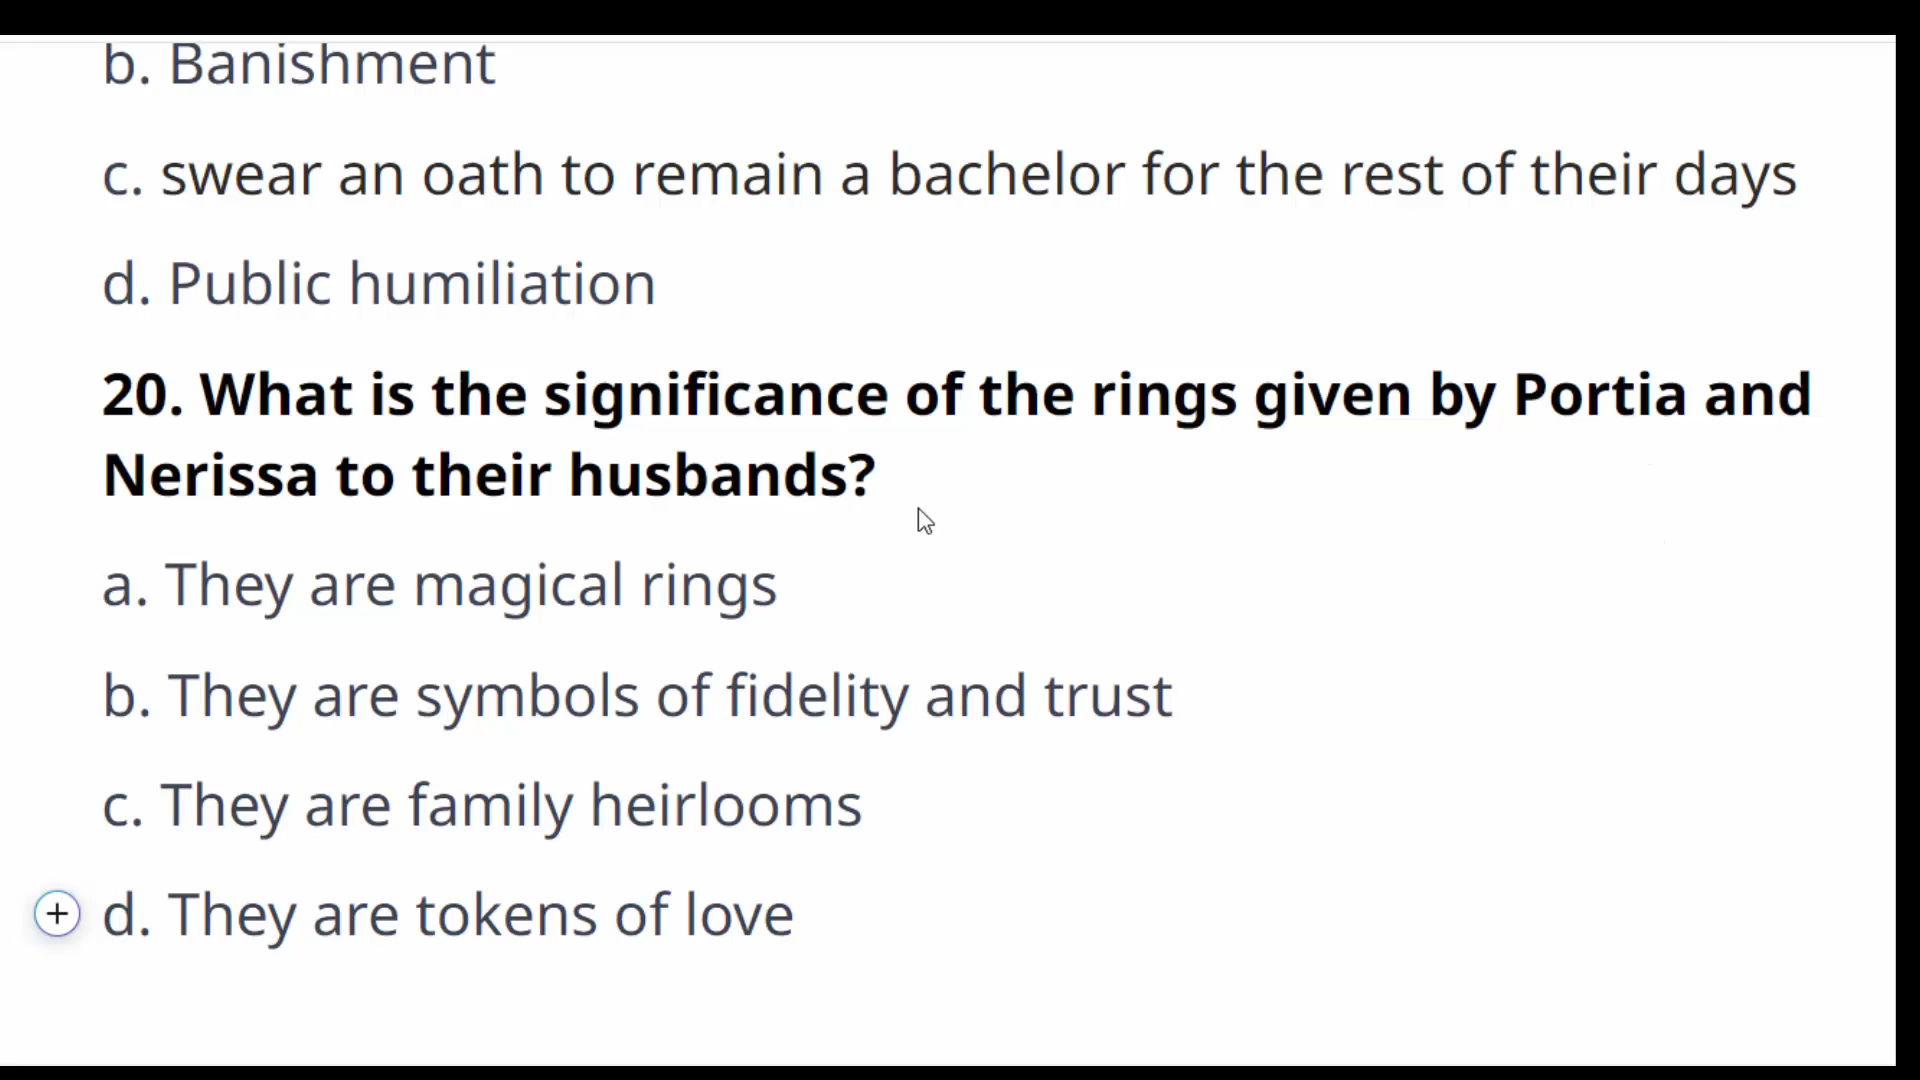 b. Banishment
c. swear an oath to remain a bachelor for the rest of their days
d. Public humiliation
20. What is the significance of the rings given by Portia and
Nerissa to their husbands?
a. They are magical rings
b. They are symbols of fidelity and trust
c. They are family heirlooms
d. They are tokens of love